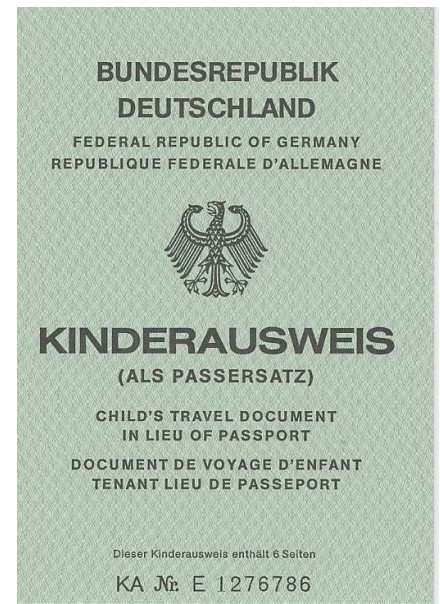 BUNDESREPUBLIK
DEUTSCHLAND
FEDERAL REPUBLIC OF GERMANY
REPUBLIQUE FEDERALE D'ALLEMAGNE
KINDERAUSWEIS
(ALS PASSERSATZ)
CHILD'S TRAVEL DOCUMENT
IN LIEU OF PASSPORT
DOCUMENT DE VOYAGE D'ENFANT
TENANT LIEU DE PASSEPORT
Dieser Kinderausweis enthält 6 Seiten
KA Nr. E 1276786